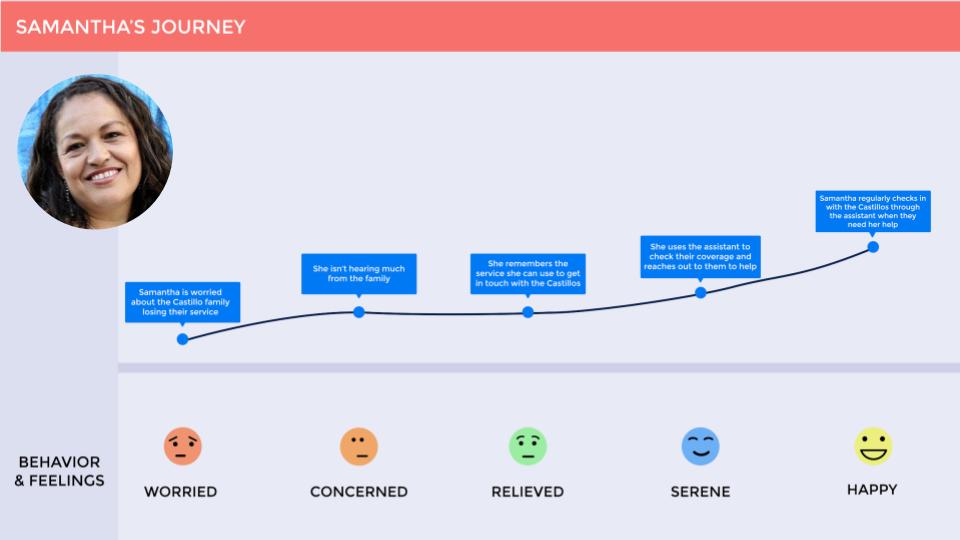 SAMANTHA'S JOURNEY
Samantha is worried
about the Castillo family
losing their service
She isn't hearing much
from the family
She remembers the
service she can use to get
in touch with the Castillos
She uses the assistant to
check their coverage and
reaches out to them to help
Samantha regularly checks in
with the Castillos through
the assistant when they
need her help
BEHAVIOR
& FEELINGS
WORRIED
CONCERNED
RELIEVED
SERENE
HAPPY